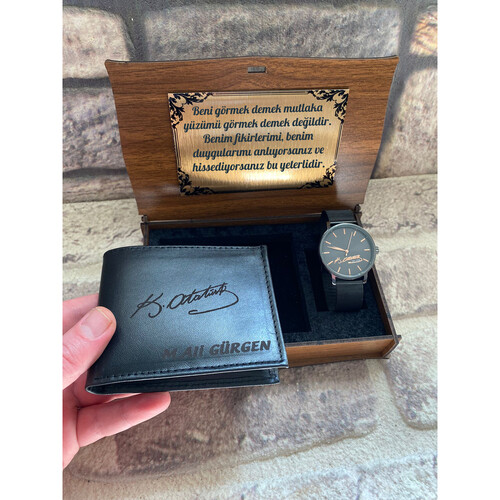 Beni görmek demek mutlaka
yüzümü görmek demek değildir.
Benim fikirlerimi, benim
duygularımı anlıyorsanız ve
hissediyorsanız bu yeterlidir.
K. Atatürk
K. Atatürk
M.Ali GÜRGEN